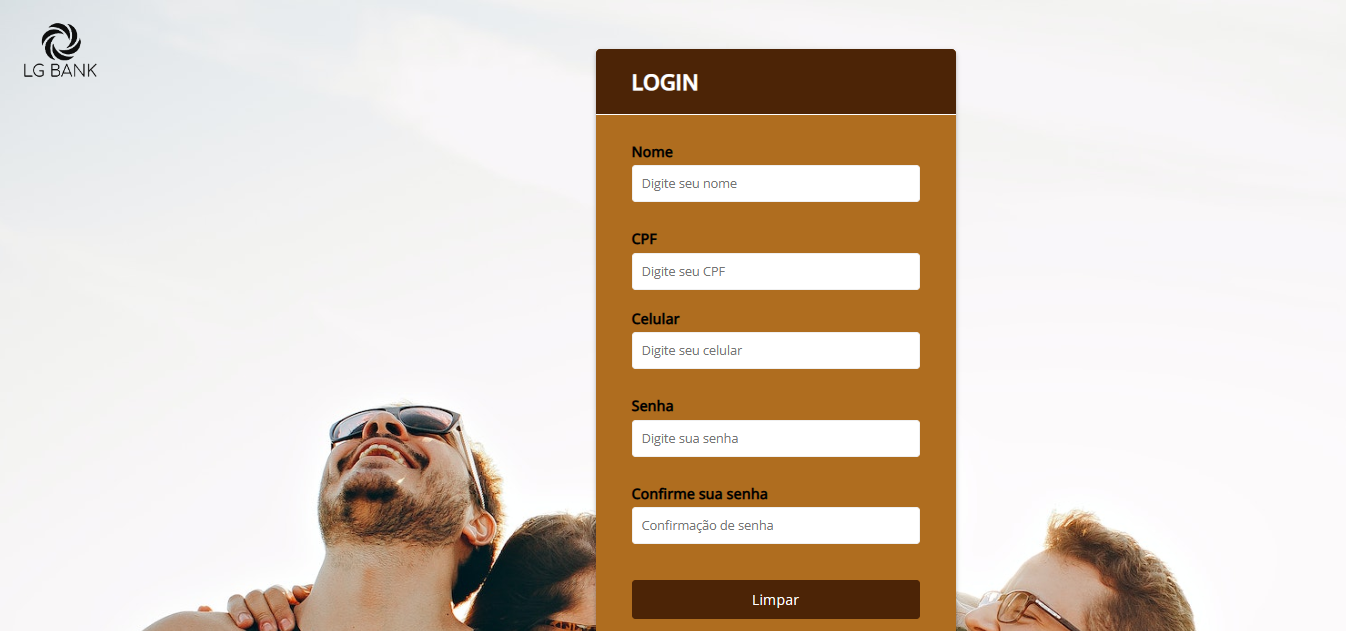 LG BANK
LOGIN
Nome
Digite seu nome
CPF
Digite seu CPF
Celular
Digite seu celular
Senha
Digite sua senha
Confirme sua senha
Confirmação de senha
Limpar